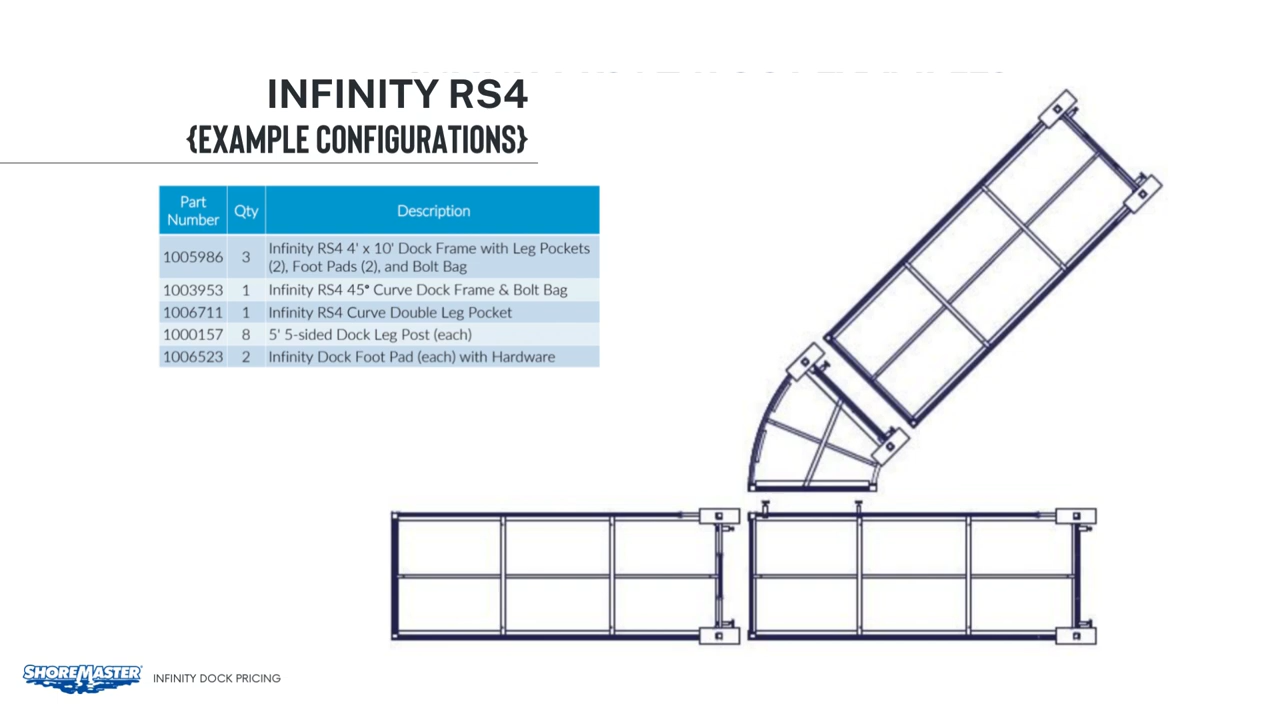 INFINITY RS4
{EXAMPLE CONFIGURATIONS}
Part Number Qty Description
1005986 3 Infinity RS4 4' x 10' Dock Frame with Leg Pockets
(2), Foot Pads (2), and Bolt Bag
1003953 1 Infinity RS4 45° Curve Dock Frame & Bolt Bag
1006711 1 Infinity RS4 Curve Double Leg Pocket
1000157 8 5' 5-sided Dock Leg Post (each)
1006523 2 Infinity Dock Foot Pad (each) with Hardware
SHOREMASTER INFINITY DOCK PRICING